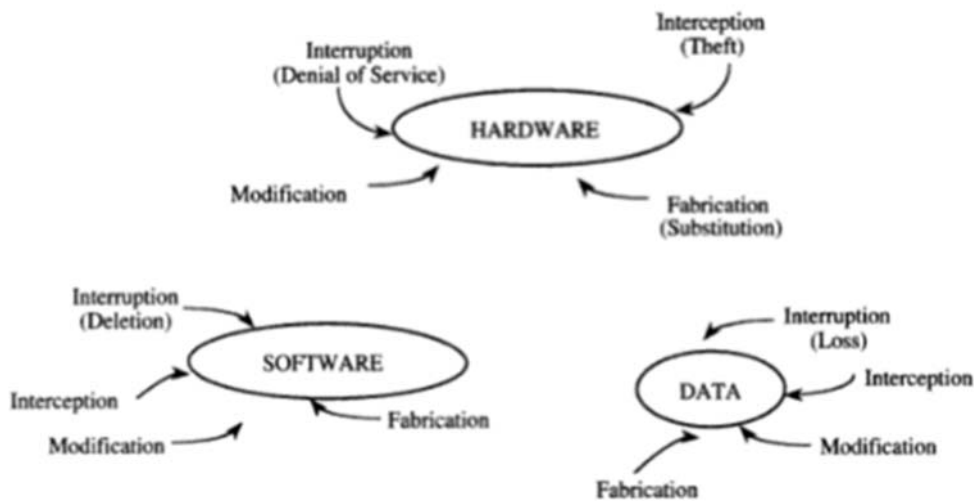 Interception
(Theft)
Interruption
(Denial of Service)
HARDWARE
Modification
Fabrication
(Substitution)
Interruption
(Deletion)
SOFTWARE
Interception
Modification
Fabrication
Interruption
(Loss)
Interception
DATA
Modification
Fabrication